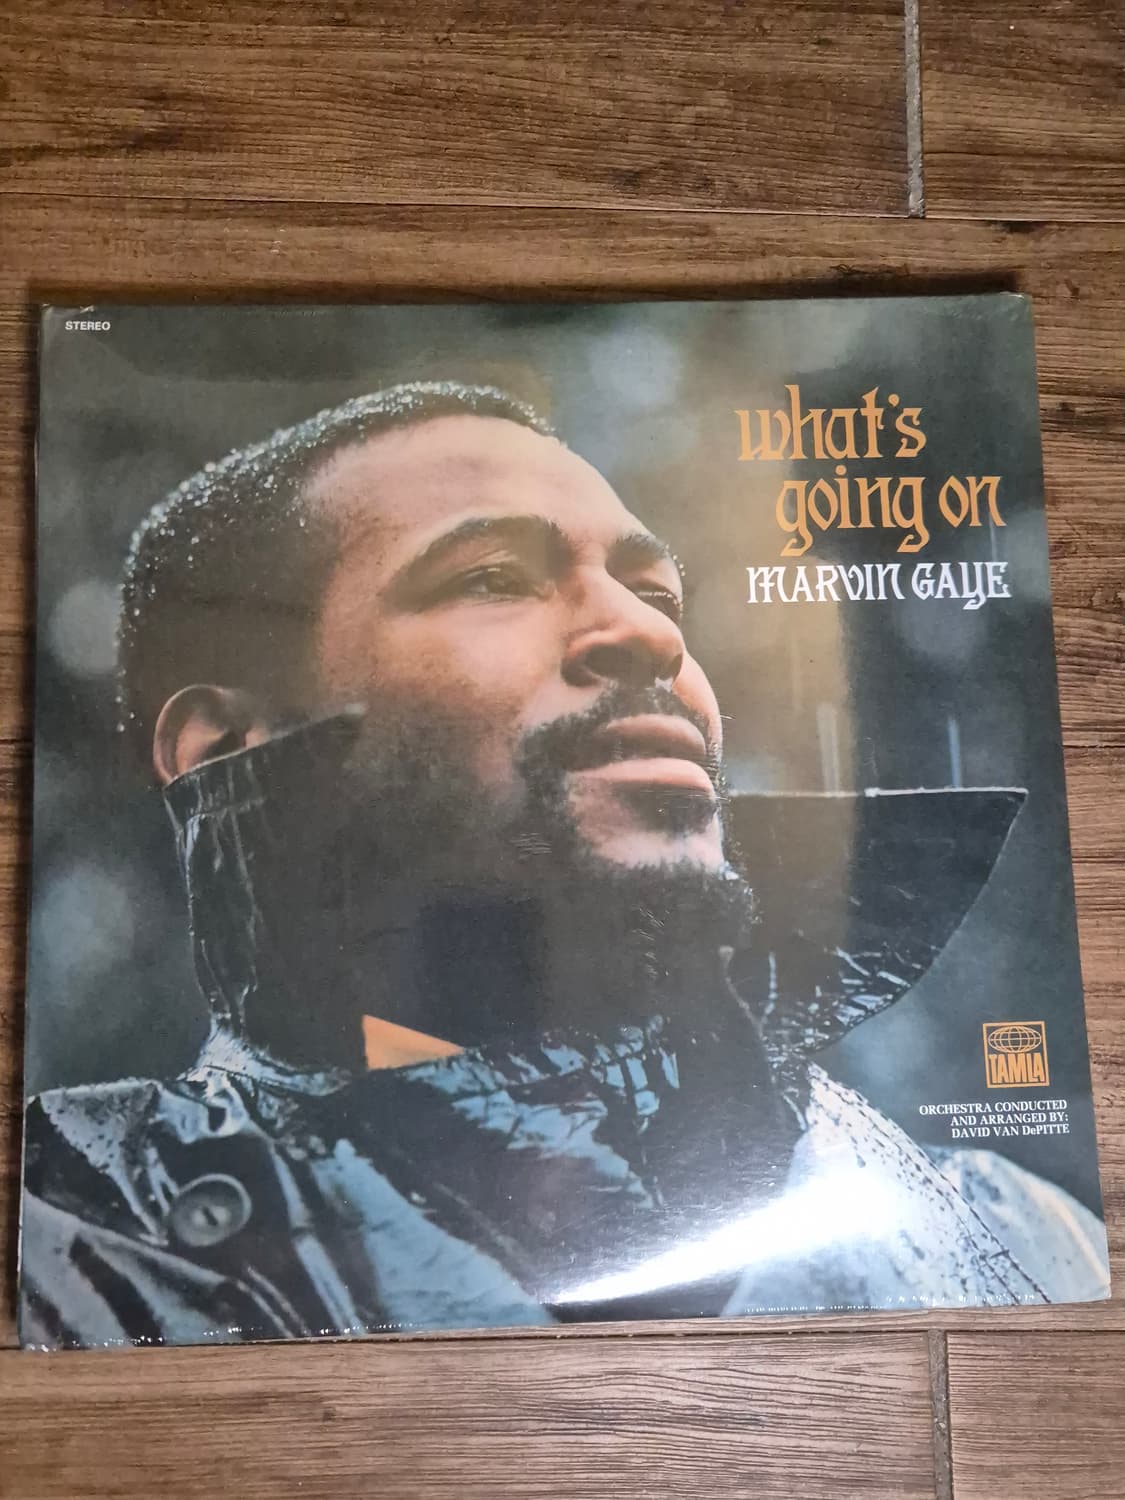 STEREO
what's
going on
MARVIN GAYE
TAMLA
ORCHESTRA CONDUCTED
AND ARRANGED BY:
DAVID VAN DePITTE